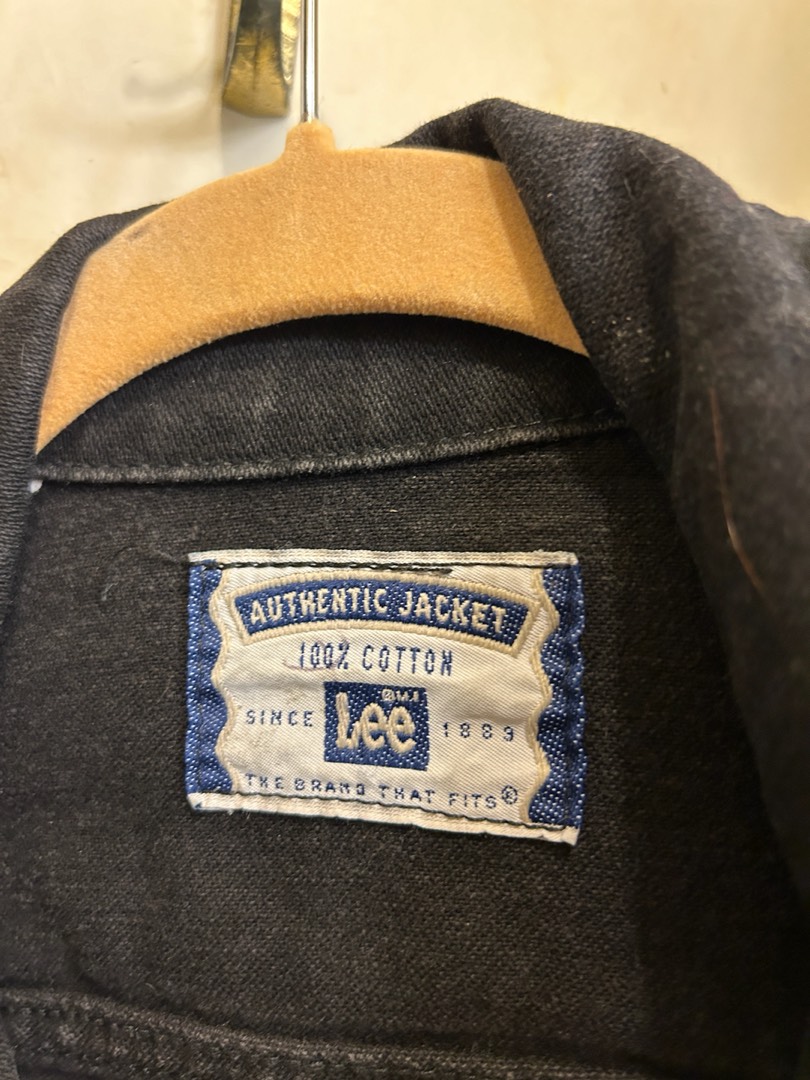 AUTHENTIC JACKET
100% COTTON
Lee
SINCE 1889
THE BRAND THAT FITS®